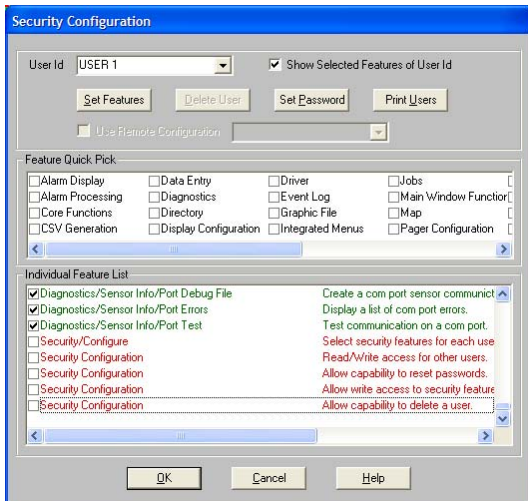 Security Configuration
User Id USER 1 Show Selected Features of User Id
Set Features Delete User Set Password Print Users
Use Remote Configuration
Feature Quick Pick
Alarm Display Data Entry Driver Jobs
Alarm Processing Diagnostics Event Log Main Window Function
Core Functions Directory Graphic File Map
CSV Generation Display Configuration Integrated Menus Pager Configuration
Individual Feature List
Diagnostics/Sensor Info/Port Debug File Create a com port sensor communict
Diagnostics/Sensor Info/Port Errors Display a list of com port errors.
Diagnostics/Sensor Info/Port Test Test communication on a com port.
Security/Configure Select security features for each use
Security Configuration Read/Write access for other users.
Security Configuration Allow capability to reset passwords.
Security Configuration Allow write access to security feature
Security Configuration Allow capability to delete a user.
OK Cancel Help